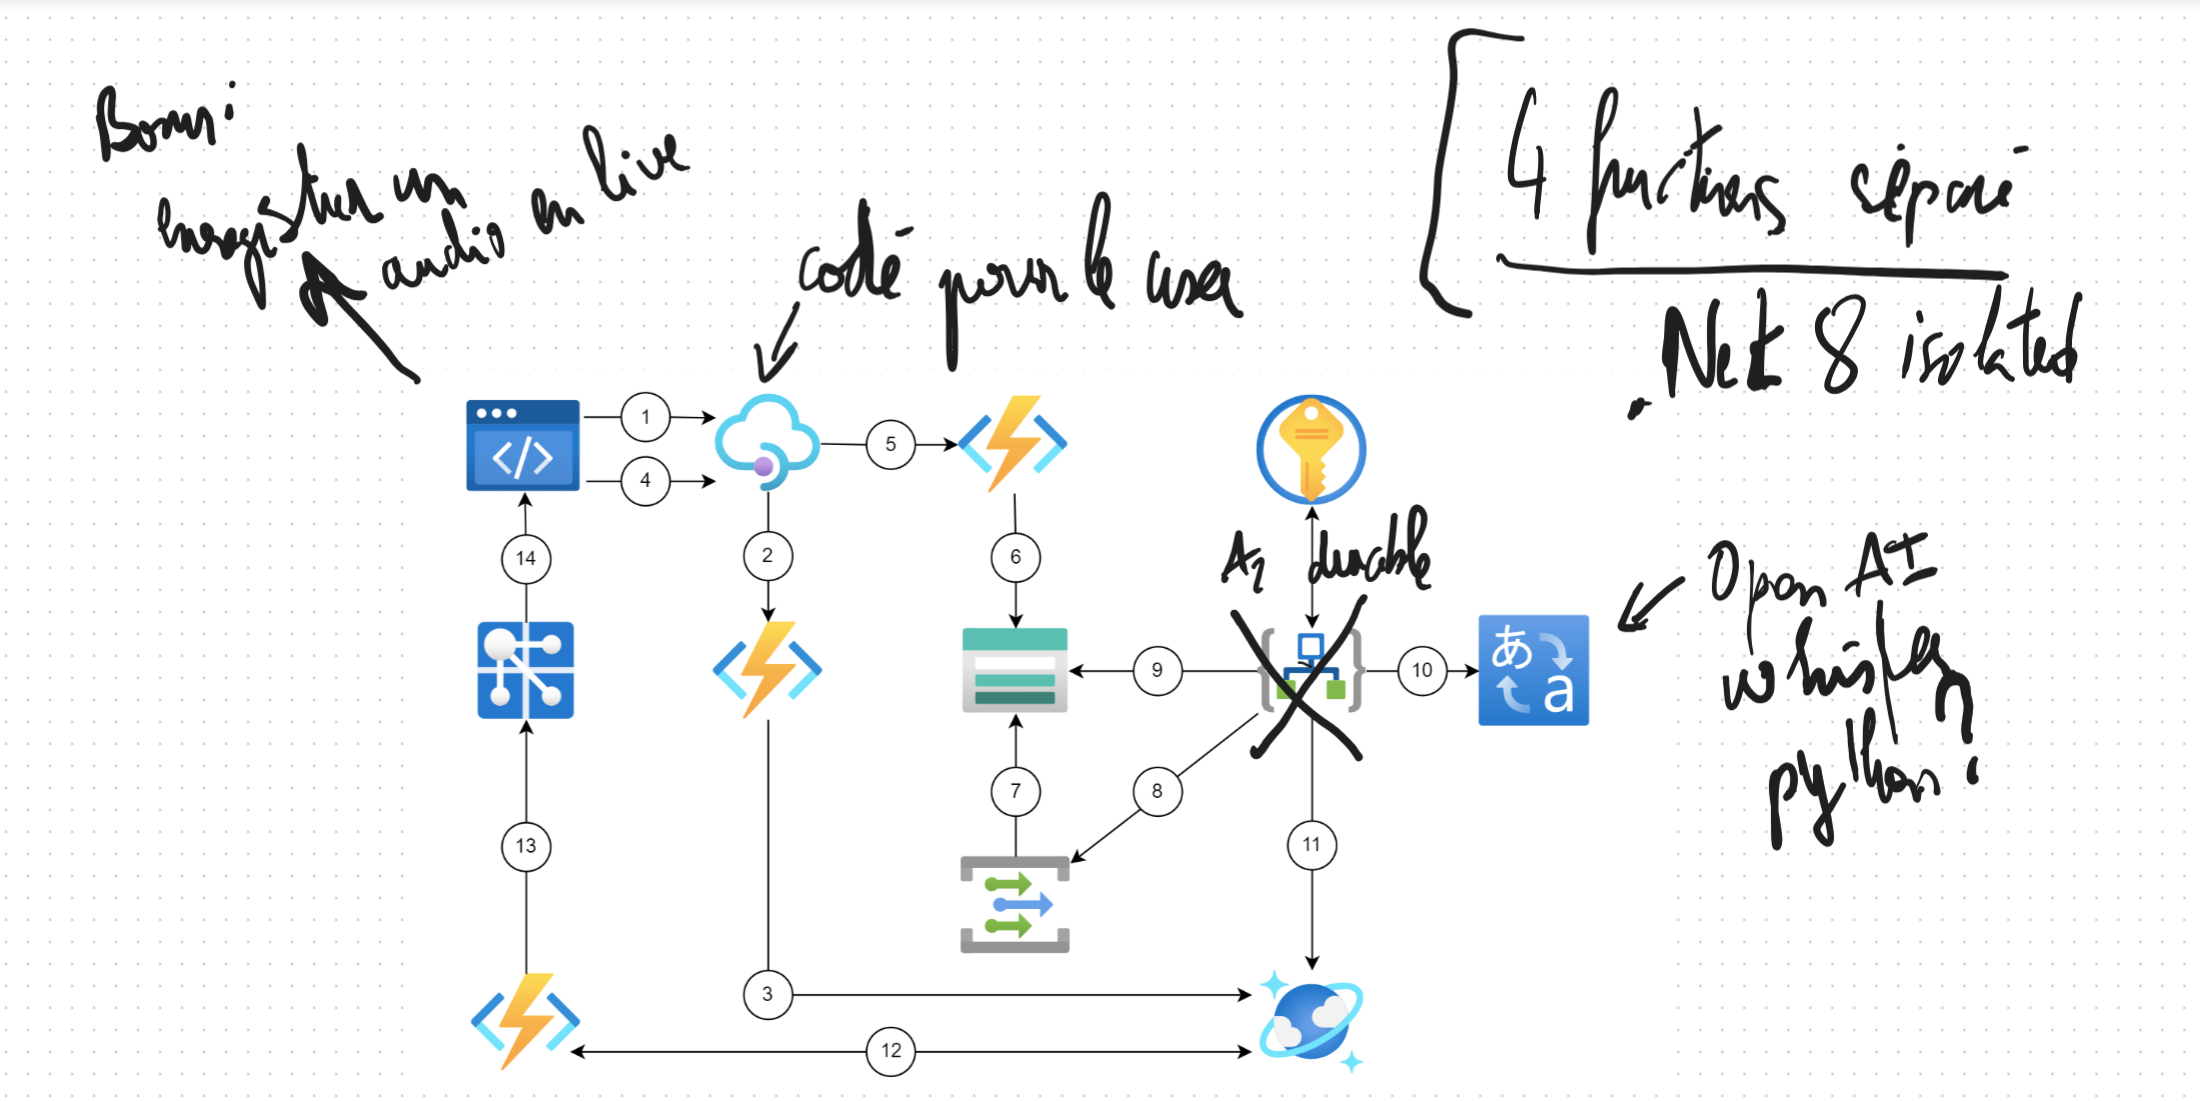 Bonus:
enregistrer un
audio en live
codé pour le user
4 functions séparé
.Net 8 isolated
1
4
5
2
6
14
Az durable
Open AI
whisper
python ?
9
10
あ
a
7
8
13
11
3
12